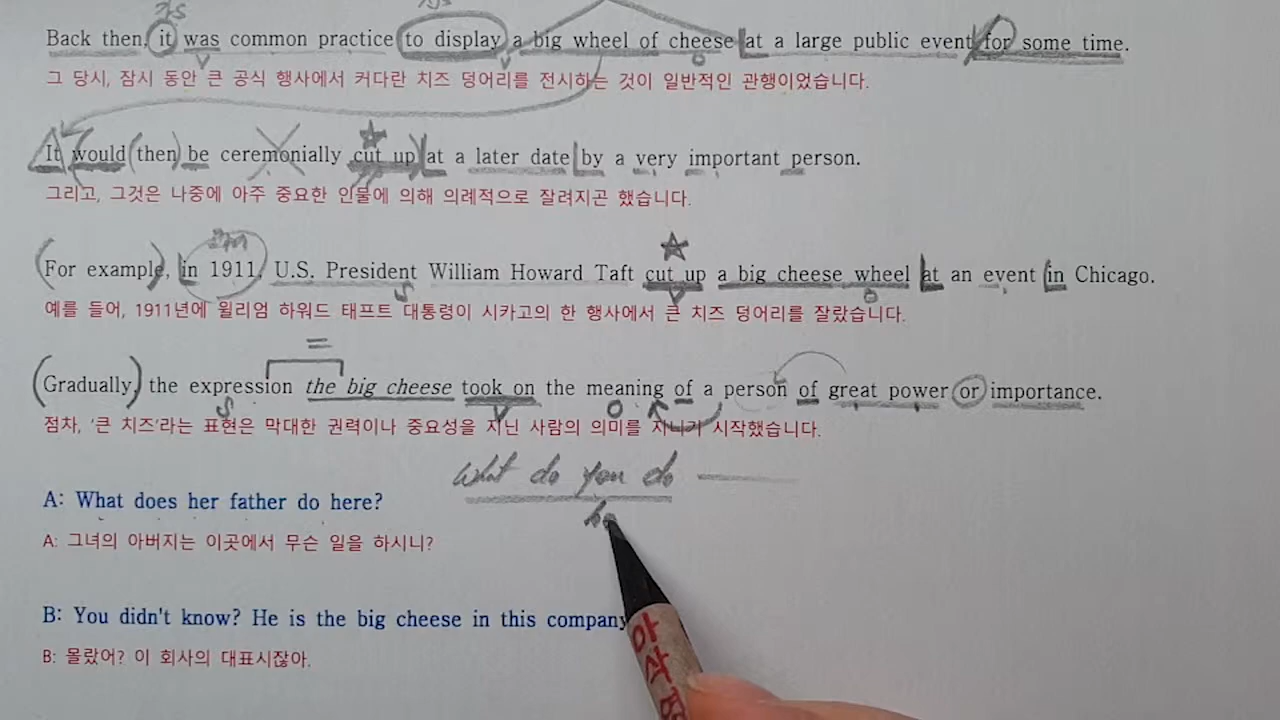 가S
Back then, it was common practice to display a big wheel of cheese at a large public event for some time.
그 당시, 잠시 동안 큰 공식 행사에서 커다란 치즈 덩어리를 전시하는 것이 일반적인 관행이었습니다.
It would (then) be ceremonially cut up at a later date by a very important person.
그리고, 그것은 나중에 아주 중요한 인물에 의해 의례적으로 잘려지곤 했습니다.
(For example), in 1911, U.S. President William Howard Taft cut up a big cheese wheel at an event in Chicago.
예를 들어, 1911년에 윌리엄 하워드 태프트 대통령이 시카고의 한 행사에서 큰 치즈 덩어리를 잘랐습니다.
(Gradually,) the expression the big cheese took on the meaning of a person of great power or importance.
점차, '큰 치즈'라는 표현은 막대한 권력이나 중요성을 지닌 사람의 의미를 지니기 시작했습니다.
What do you do
A: What does her father do here?
A: 그녀의 아버지는 이곳에서 무슨 일을 하시니?
B: You didn't know? He is the big cheese in this company
B: 몰랐어? 이 회사의 대표시잖아.